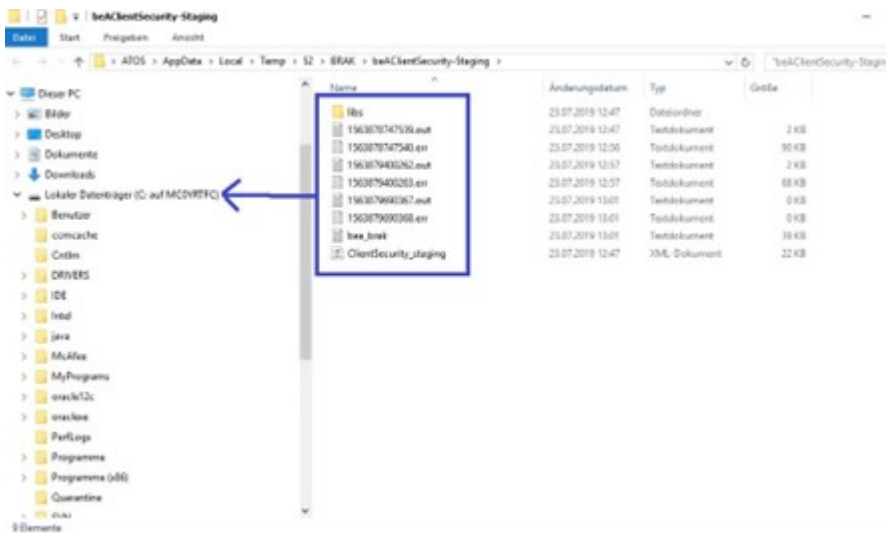 beAClientSecurity-Staging
Datei Start Freigeben Ansicht
ATOS › AppData › Local › Temp › S2 › BRAK › beAClientSecurity-Staging ›
Name Änderungsdatum Typ Größe
libs 23.07.2019 12:47 Dateiordner
1563878747539.out 23.07.2019 12:47 Textdokument 2 KB
1563878747540.err 23.07.2019 12:56 Textdokument 90 KB
1563879400262.out 23.07.2019 12:57 Textdokument 2 KB
1563879400263.err 23.07.2019 12:57 Textdokument 68 KB
1563879690367.out 23.07.2019 13:01 Textdokument 0 KB
1563879690368.err 23.07.2019 13:01 Textdokument 0 KB
23.07.2019 13:01 Textdokument 39 KB
ClientSecurity_staging 23.07.2019 12:47 XML-Dokument 22 KB
Dieser PC
Bilder
Desktop
Dokumente
Downloads
Lokaler Datenträger (C: auf
Benutzer
comcache
Cntlm
DRIVERS
IDE
Intel
java
McAfee
MyPrograms
oracle12c
PerfLogs
Programme
Programme (x86)
Quarantine
9 Elemente